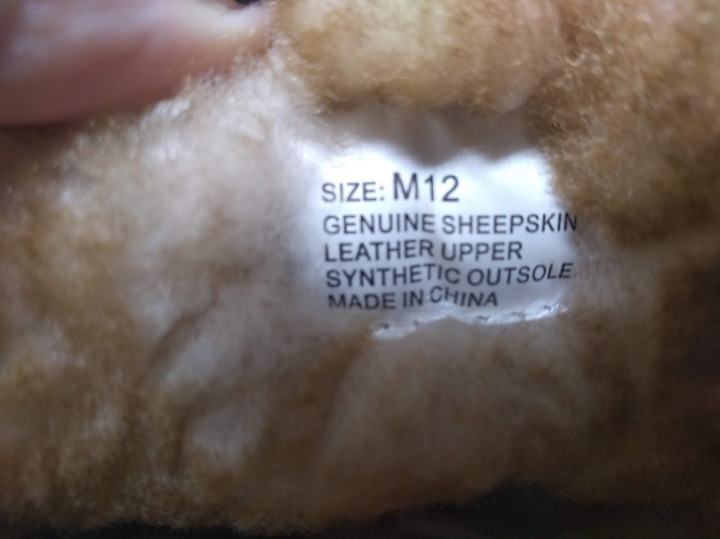 SIZE: M12
GENUINE SHEEPSKIN
LEATHER UPPER
SYNTHETIC OUTSOLE
MADE IN CHINA